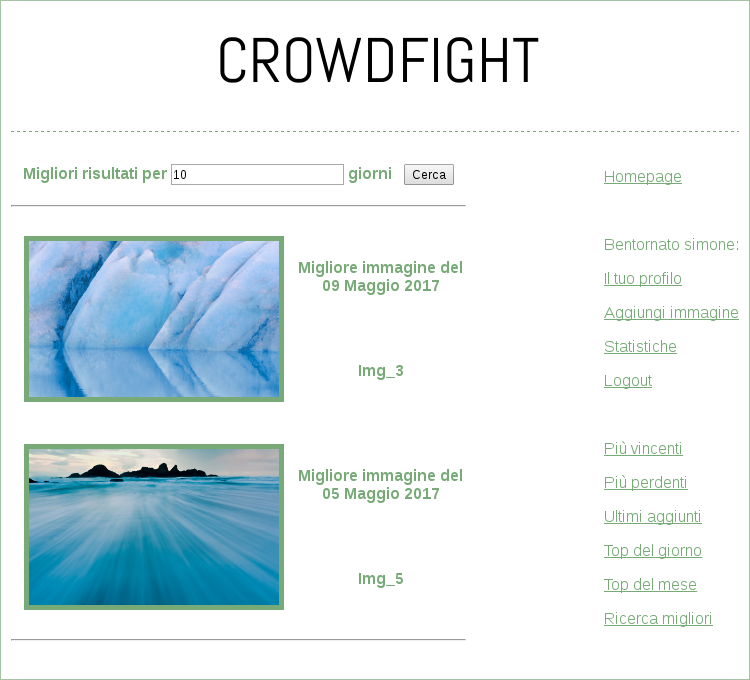 CROWDFIGHT
Migliori risultati per 10 giorni Cerca
Migliore immagine del
09 Maggio 2017
Img_3
Migliore immagine del
05 Maggio 2017
Img_5
Homepage
Bentornato simone:
Il tuo profilo
Aggiungi immagine
Statistiche
Logout
Più vincenti
Più perdenti
Ultimi aggiunti
Top del giorno
Top del mese
Ricerca migliori